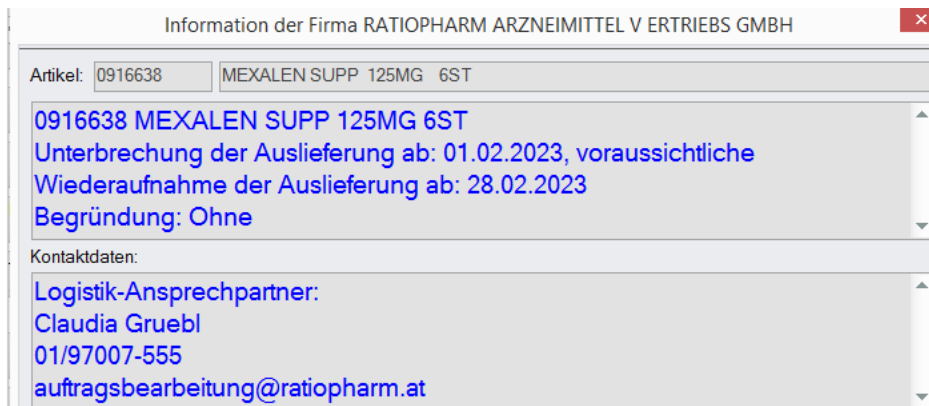 Information der Firma RATIOPHARM ARZNEIMITTEL V ERTRIEBS GMBH
Artikel: 0916638 MEXALEN SUPP 125MG 6ST
0916638 MEXALEN SUPP 125MG 6ST
Unterbrechung der Auslieferung ab: 01.02.2023, voraussichtliche
Wiederaufnahme der Auslieferung ab: 28.02.2023
Begründung: Ohne
Kontaktdaten:
Logistik-Ansprechpartner:
Claudia Gruebl
01/97007-555
auftragsbearbeitung@ratiopharm.at